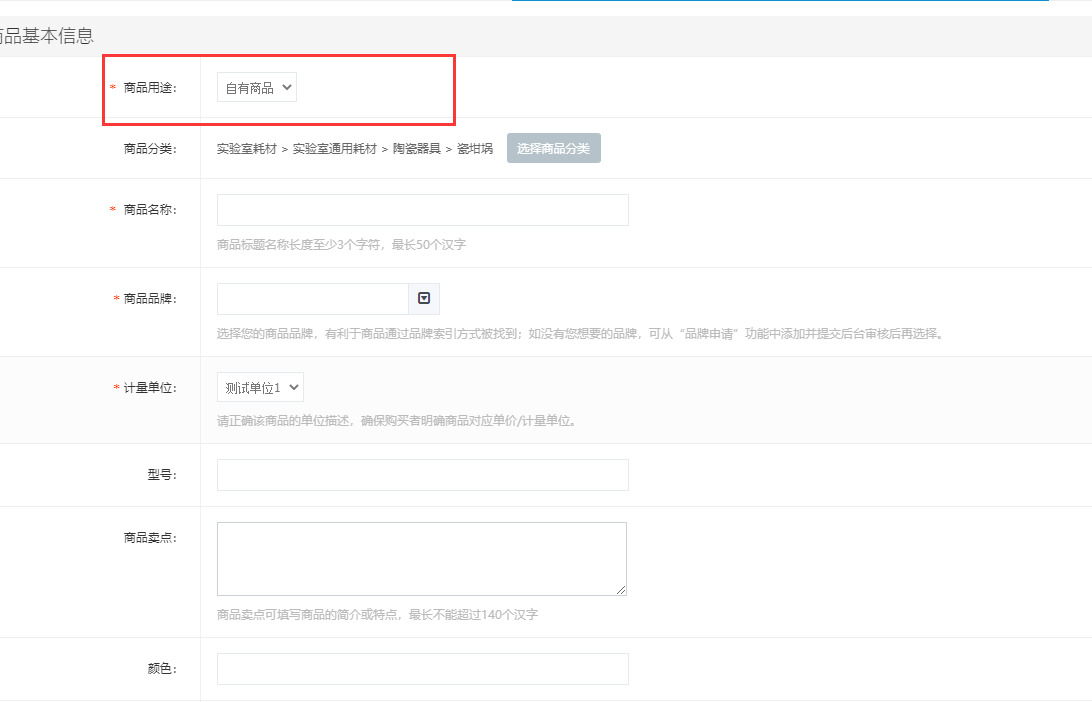 商品基本信息
* 商品用途: 自有商品
商品分类: 实验室耗材 > 实验室通用耗材 > 陶瓷器具 > 瓷坩埚 选择商品分类
* 商品名称:
商品标题名称长度至少3个字符，最长50个汉字
* 商品品牌:
选择您的商品品牌，有利于商品通过品牌索引方式被找到；如没有您想要的品牌，可从“品牌申请”功能中添加并提交后台审核后再选择。
* 计量单位: 测试单位1
请正确该商品的单位描述，确保购买者明确商品对应单价/计量单位。
型号:
商品卖点:
商品卖点可填写商品的简介或特点，最长不能超过140个汉字
颜色: